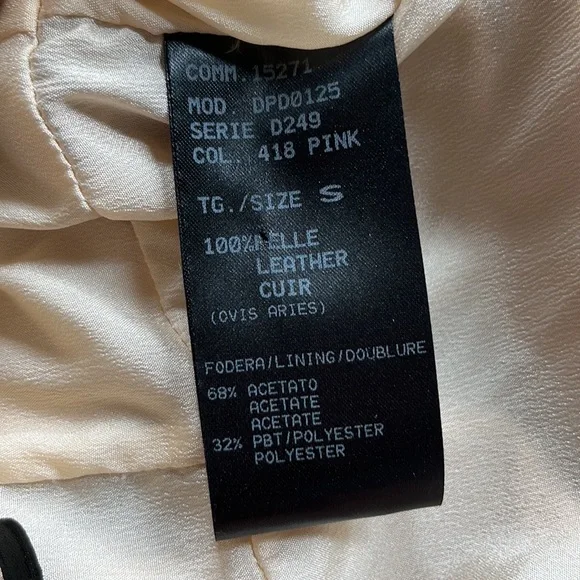 COMM.15271
MOD DPD0125
SERIE D249
COL. 418 PINK
TG./SIZE S
100%PELLE
LEATHER
CUIR
(OVIS ARIES)
FODERA/LINING/DOUBLURE
68% ACETATO
ACETATE
ACETATE
32% PBT/POLYESTER
POLYESTER